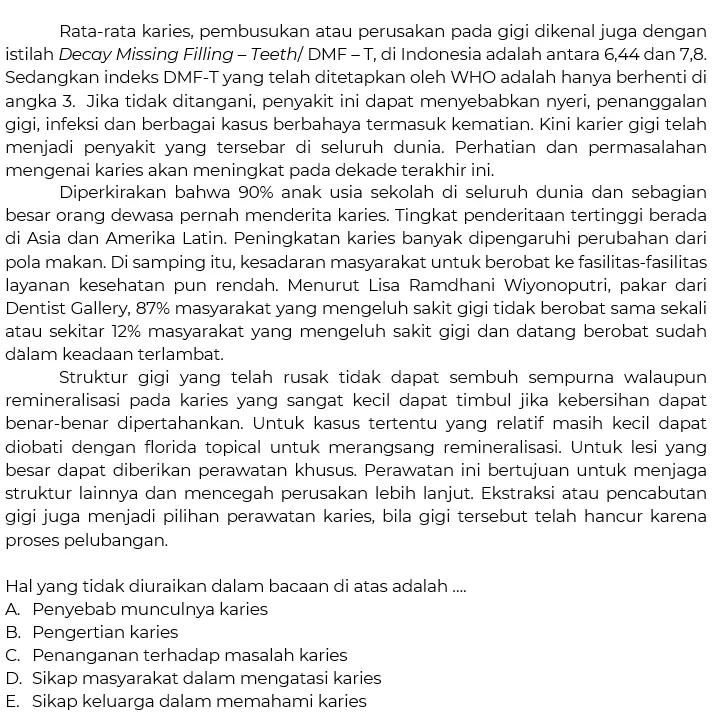 Rata-rata karies, pembusukan atau perusakan pada gigi dikenal juga dengan
istilah Decay Missing Filling – Teeth/ DMF – T, di Indonesia adalah antara 6,44 dan 7,8.
Sedangkan indeks DMF-T yang telah ditetapkan oleh WHO adalah hanya berhenti di
angka 3. Jika tidak ditangani, penyakit ini dapat menyebabkan nyeri, penanggalan
gigi, infeksi dan berbagai kasus berbahaya termasuk kematian. Kini karier gigi telah
menjadi penyakit yang tersebar di seluruh dunia. Perhatian dan permasalahan
mengenai karies akan meningkat pada dekade terakhir ini.
Diperkirakan bahwa 90% anak usia sekolah di seluruh dunia dan sebagian
besar orang dewasa pernah menderita karies. Tingkat penderitaan tertinggi berada
di Asia dan Amerika Latin. Peningkatan karies banyak dipengaruhi perubahan dari
pola makan. Di samping itu, kesadaran masyarakat untuk berobat ke fasilitas-fasilitas
layanan kesehatan pun rendah. Menurut Lisa Ramdhani Wiyonoputri, pakar dari
Dentist Gallery, 87% masyarakat yang mengeluh sakit gigi tidak berobat sama sekali
atau sekitar 12% masyarakat yang mengeluh sakit gigi dan datang berobat sudah
dalam keadaan terlambat.
Struktur gigi yang telah rusak tidak dapat sembuh sempurna walaupun
remineralisasi pada karies yang sangat kecil dapat timbul jika kebersihan dapat
benar-benar dipertahankan. Untuk kasus tertentu yang relatif masih kecil dapat
diobati dengan florida topical untuk merangsang remineralisasi. Untuk lesi yang
besar dapat diberikan perawatan khusus. Perawatan ini bertujuan untuk menjaga
struktur lainnya dan mencegah perusakan lebih lanjut. Ekstraksi atau pencabutan
gigi juga menjadi pilihan perawatan karies, bila gigi tersebut telah hancur karena
proses pelubangan.
Hal yang tidak diuraikan dalam bacaan di atas adalah ....
A. Penyebab munculnya karies
B. Pengertian karies
C. Penanganan terhadap masalah karies
D. Sikap masyarakat dalam mengatasi karies
E. Sikap keluarga dalam memahami karies